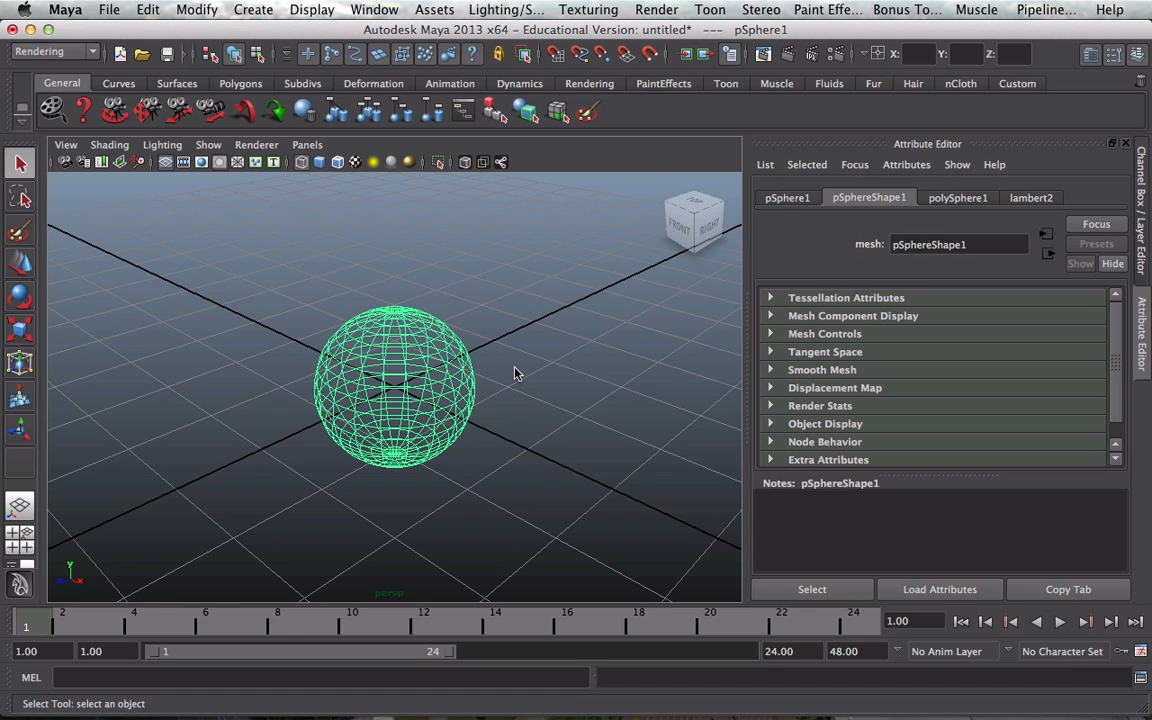 Maya File Edit Modify Create Display Window Assets Lighting/S... Texturing Render Toon Stereo Paint Effe... Bonus To... Muscle Pipeline... Help
Autodesk Maya 2013 x64 - Educational Version: untitled* --- pSphere1
Rendering X: Y: Z:
General Curves Surfaces Polygons Subdivs Deformation Animation Dynamics Rendering PaintEffects Toon Muscle Fluids Fur Hair nCloth Custom
View Shading Lighting Show Renderer Panels
TOP
FRONT RIGHT
y
z x
persp
Attribute Editor
List Selected Focus Attributes Show Help
pSphere1 pSphereShape1 polySphere1 lambert2
Focus
mesh: pSphereShape1 Presets
Show Hide
Tessellation Attributes
Mesh Component Display
Mesh Controls
Tangent Space
Smooth Mesh
Displacement Map
Render Stats
Object Display
Node Behavior
Extra Attributes
Notes: pSphereShape1
Select Load Attributes Copy Tab
Channel Box / Layer Editor
Attribute Editor
1 2 4 6 8 10 12 14 16 18 20 22 24 1.00
1.00 1.00 1 24 24.00 48.00 No Anim Layer No Character Set
MEL
Select Tool: select an object